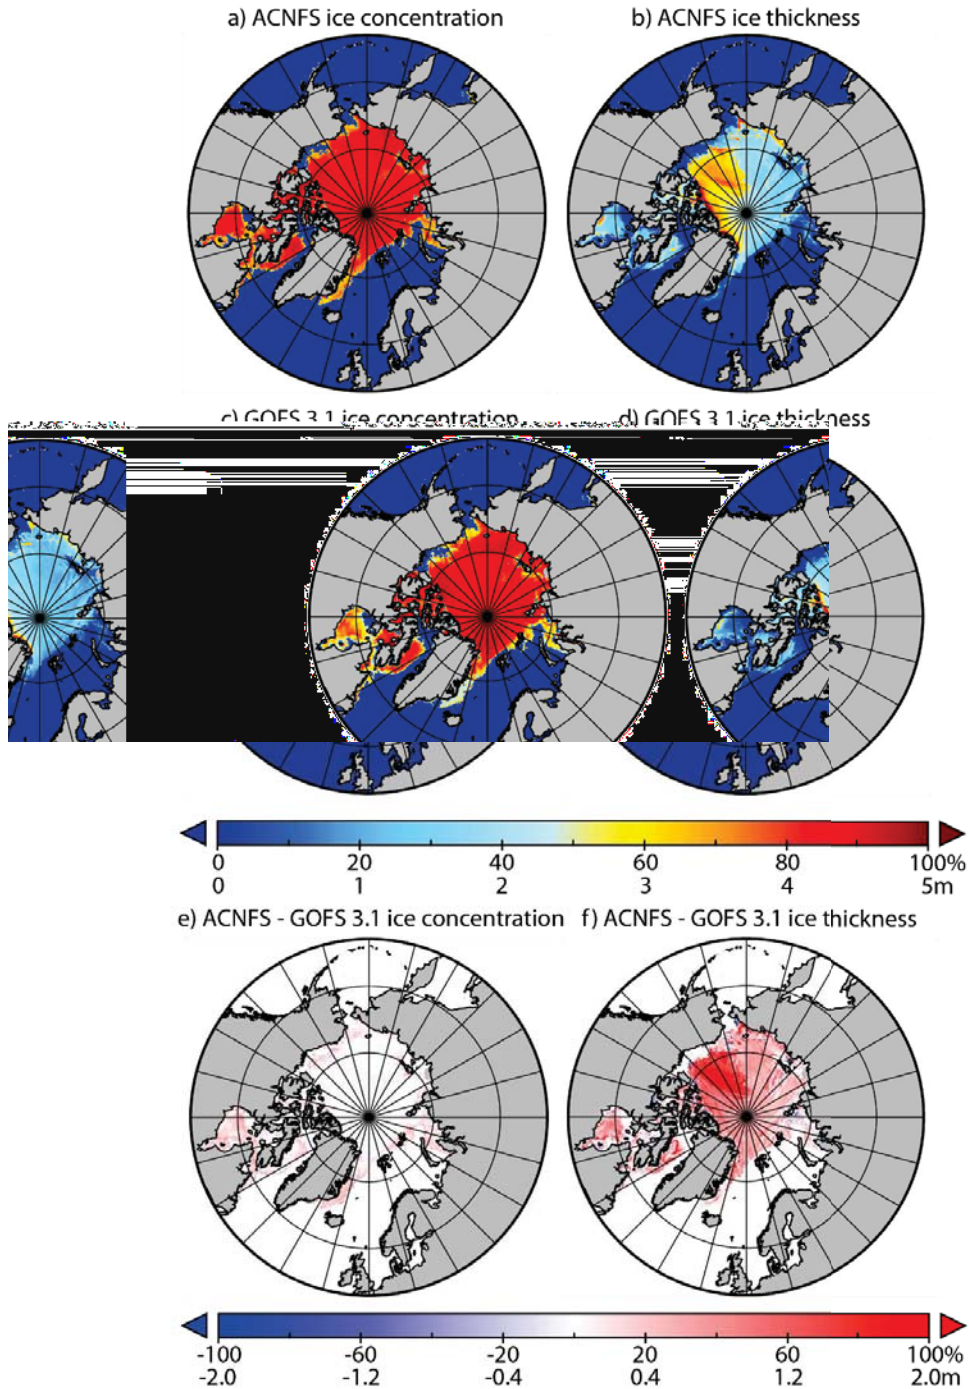 a) ACNFS ice concentration
b) ACNFS ice thickness
c) GOFS 3.1 ice concentration
d) GOFS 3.1 ice thickness
0 20 40 60 80 100%
0 1 2 3 4 5m
e) ACNFS - GOFS 3.1 ice concentration
f) ACNFS - GOFS 3.1 ice thickness
-100 -60 -20 20 60 100%
-2.0 -1.2 -0.4 0.4 1.2 2.0m